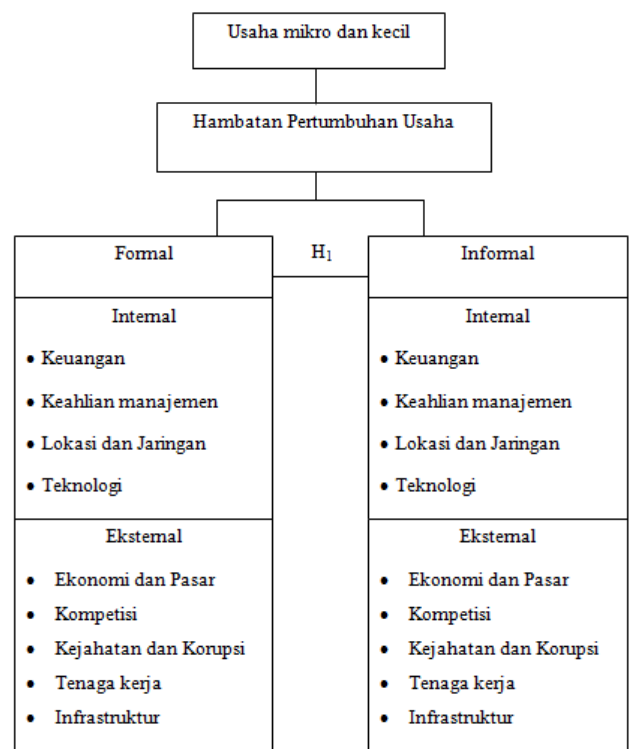 Usaha mikro dan kecil
Hambatan Pertumbuhan Usaha
Formal
H₁
Informal
Internal
• Keuangan
• Keahlian manajemen
• Lokasi dan Jaringan
• Teknologi
Eksternal
• Ekonomi dan Pasar
• Kompetisi
• Kejahatan dan Korupsi
• Tenaga kerja
• Infrastruktur
Internal
• Keuangan
• Keahlian manajemen
• Lokasi dan Jaringan
• Teknologi
Eksternal
• Ekonomi dan Pasar
• Kompetisi
• Kejahatan dan Korupsi
• Tenaga kerja
• Infrastruktur